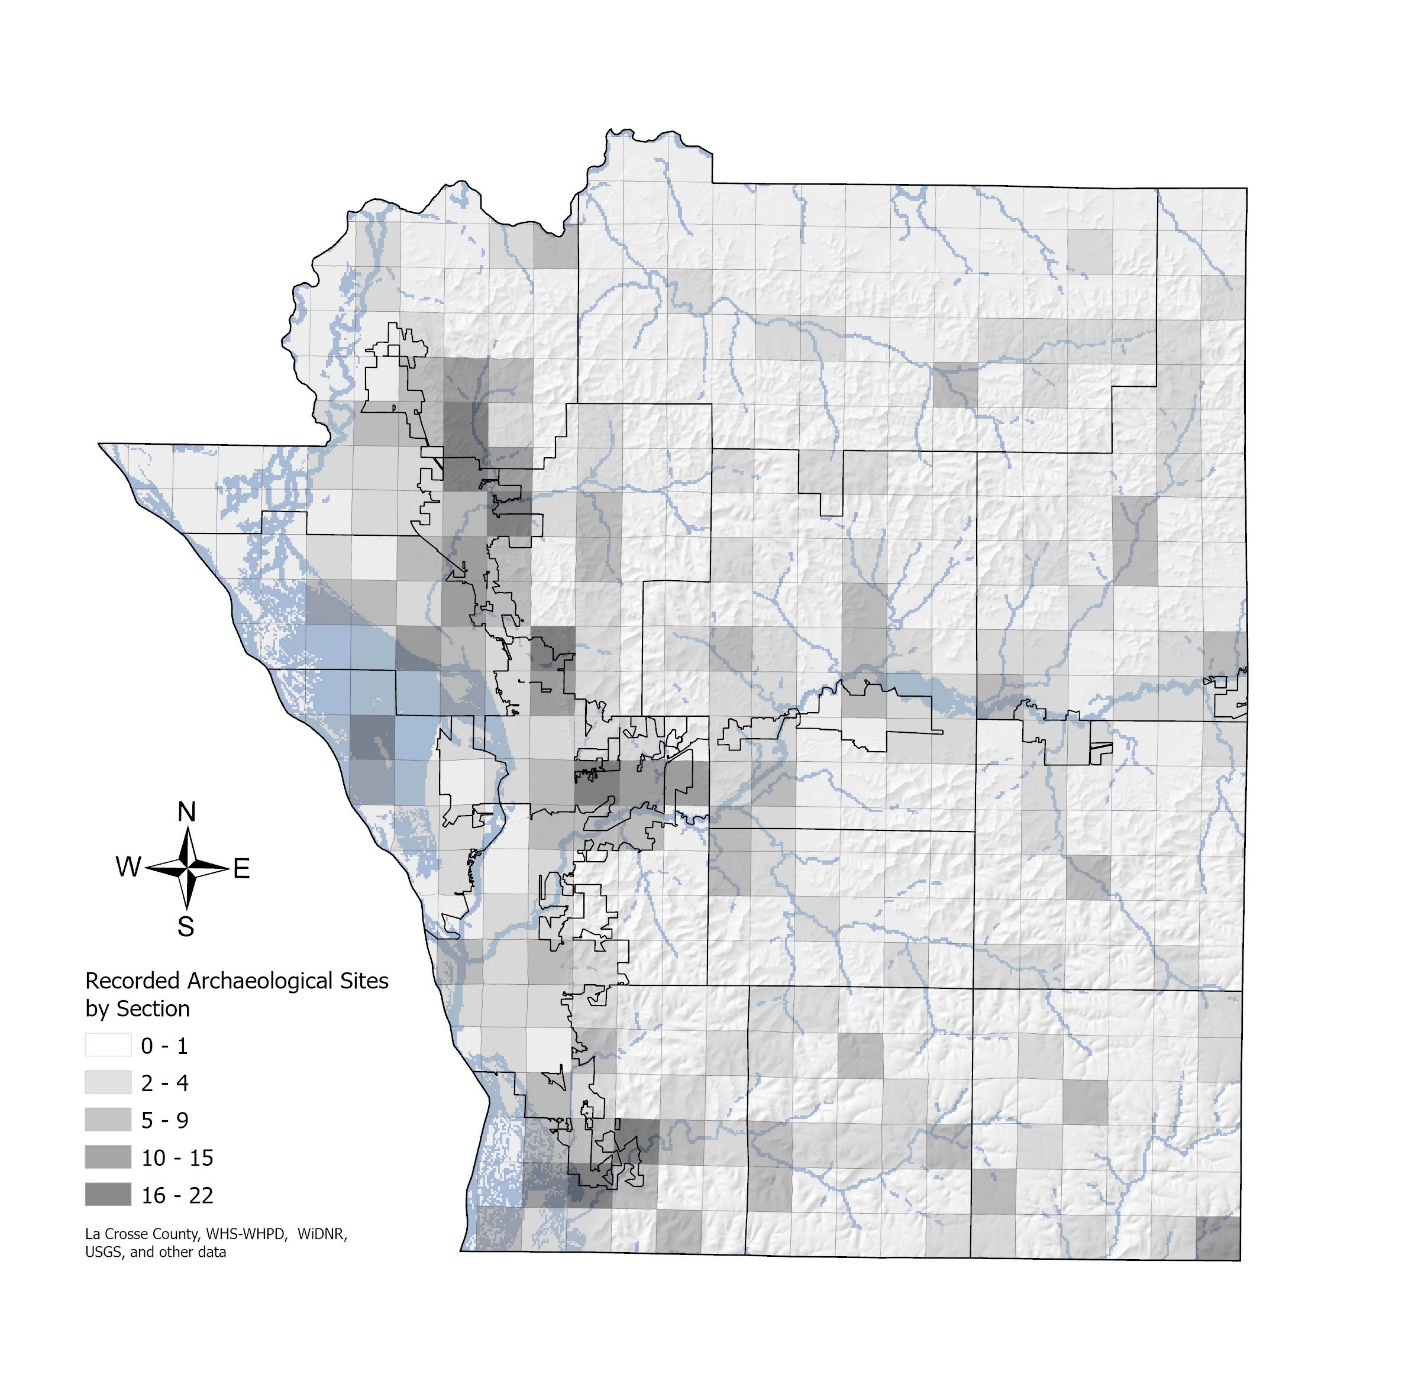 N
W E
S
Recorded Archaeological Sites
by Section
0 - 1
2 - 4
5 - 9
10 - 15
16 - 22
La Crosse County, WHS-WHPD, WiDNR,
USGS, and other data